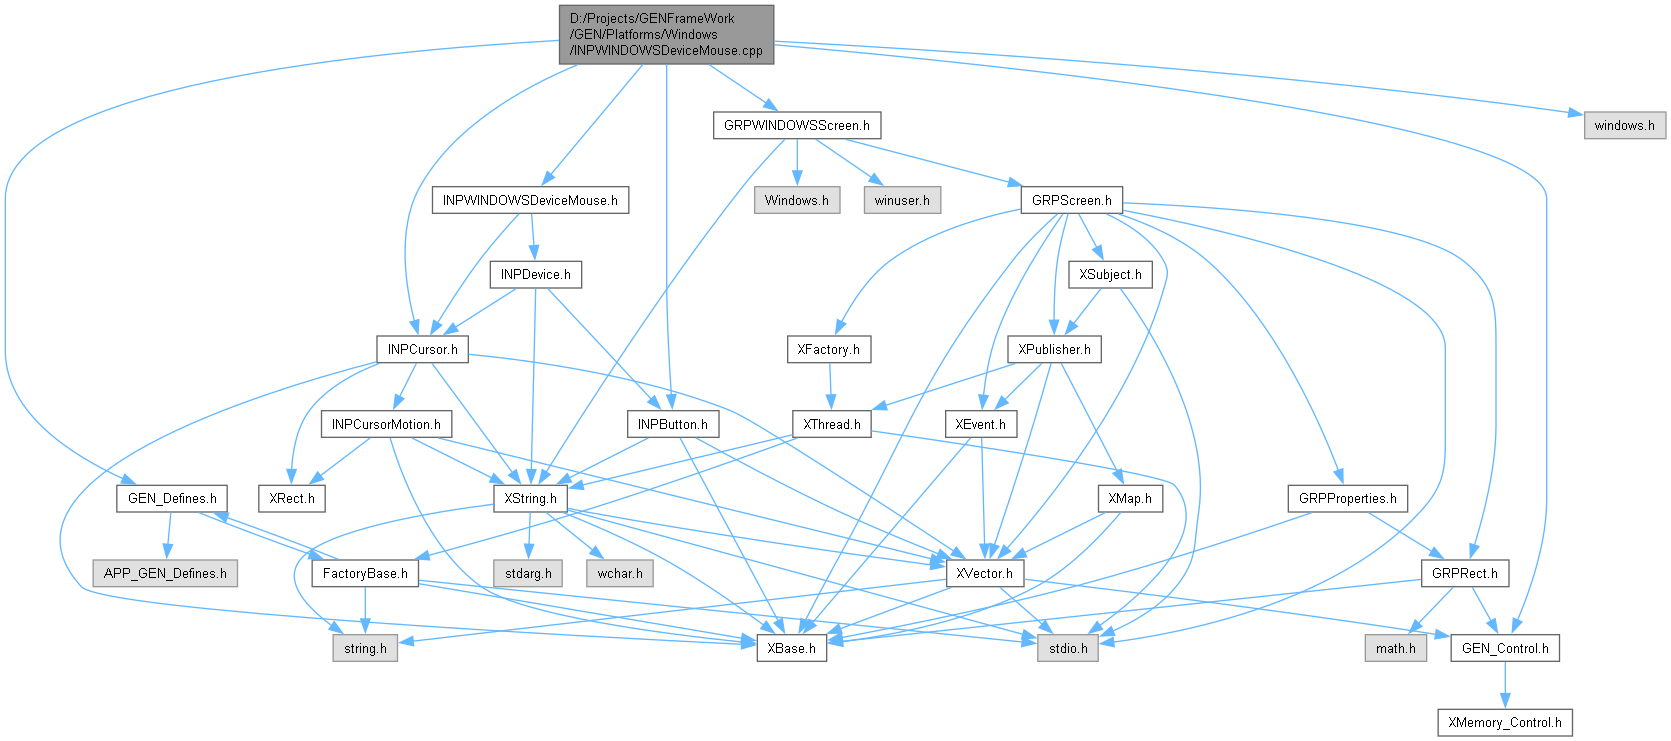 D:/Projects/GENFrameWork
/GEN/Platforms/Windows
/INPWINDOWSDeviceMouse.cpp
GRPWINDOWSScreen.h
windows.h
INPWINDOWSDeviceMouse.h
Windows.h
winuser.h
GRPScreen.h
INPDevice.h
XSubject.h
INPCursor.h
XFactory.h
XPublisher.h
INPCursorMotion.h
INPButton.h
XThread.h
XEvent.h
GEN_Defines.h
XRect.h
XString.h
XMap.h
GRPProperties.h
APP_GEN_Defines.h
FactoryBase.h
stdarg.h
wchar.h
XVector.h
GRPRect.h
string.h
XBase.h
stdio.h
math.h
GEN_Control.h
XMemory_Control.h